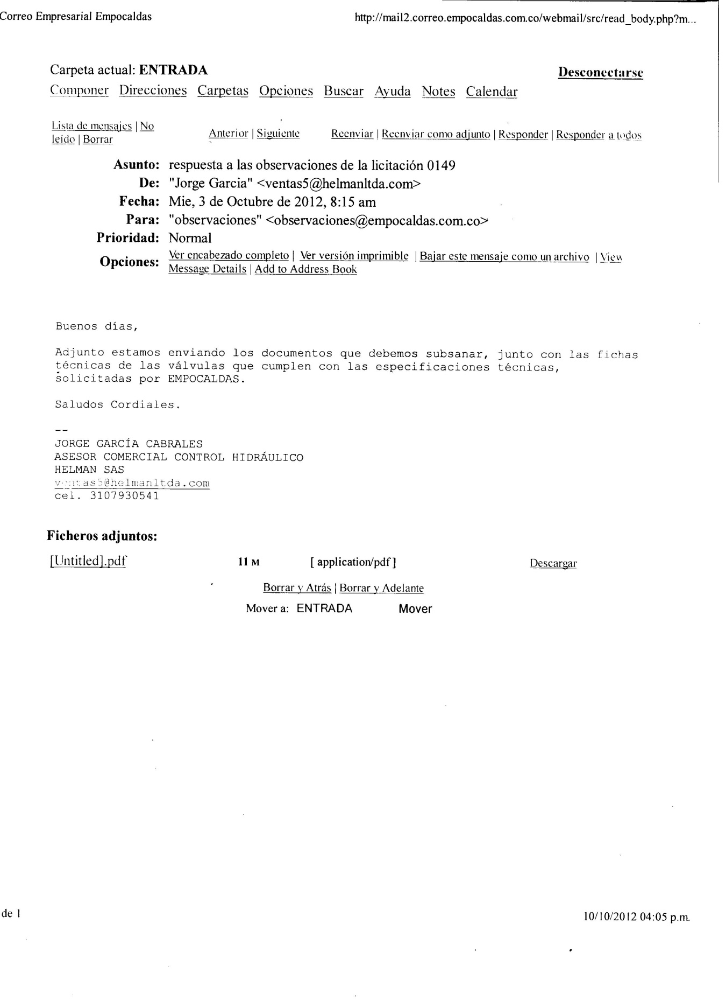 Correo Empresarial Empocaldas http://mail2.correo.empocaldas.com.co/webmail/src/read_body.php?m...
Carpeta actual: ENTRADA Desconectarse
Componer Direcciones Carpetas Opciones Buscar Ayuda Notes Calendar
Lista de mensajes | No
leído | Borrar
Anterior | Siguiente Reenviar | Reenviar como adjunto | Responder | Responder a todos
Asunto: respuesta a las observaciones de la licitación 0149
De: "Jorge Garcia" <ventas5@helmanltda.com>
Fecha: Mie, 3 de Octubre de 2012, 8:15 am
Para: "observaciones" <observaciones@empocaldas.com.co>
Prioridad: Normal
Opciones: Ver encabezado completo | Ver versión imprimible | Bajar este mensaje como un archivo | View
Message Details | Add to Address Book
Buenos días,
Adjunto estamos enviando los documentos que debemos subsanar, junto con las fichas
técnicas de las válvulas que cumplen con las especificaciones técnicas,
solicitadas por EMPOCALDAS.
Saludos Cordiales.
--
JORGE GARCÍA CABRALES
ASESOR COMERCIAL CONTROL HIDRÁULICO
HELMAN SAS
ventas5@helmanltda.com
cel. 3107930541
Ficheros adjuntos:
[Untitled].pdf 11 M [ application/pdf ] Descargar
Borrar y Atrás | Borrar y Adelante
Mover a: ENTRADA Mover
de 1 10/10/2012 04:05 p.m.